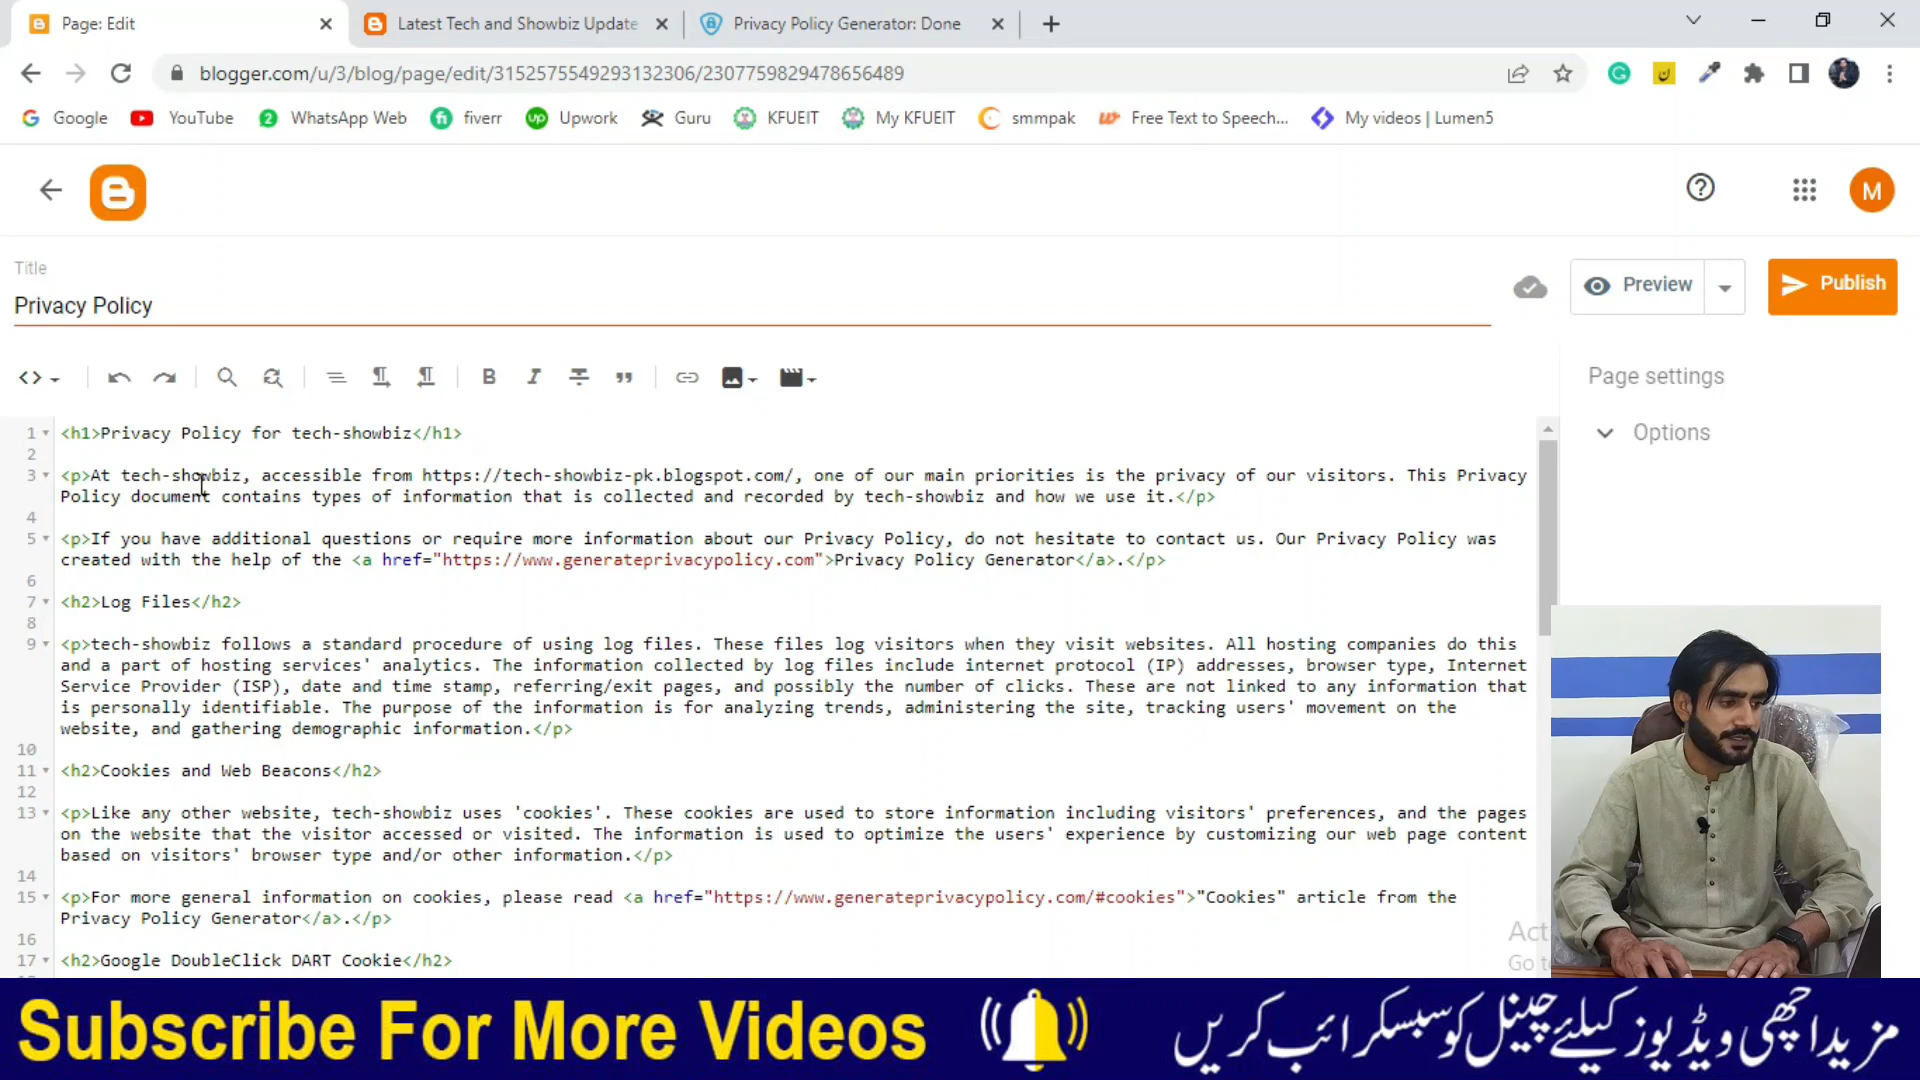 Page: Edit
Latest Tech and Showbiz Update
Privacy Policy Generator: Done
blogger.com/u/3/blog/page/edit/3152575549293132306/2307759829478656489
Google
YouTube
2 WhatsApp Web
fi fiverr
up Upwork
Guru
KFUEIT
My KFUEIT
smmpak
Free Text to Speech...
My videos | Lumen5
M
Title
Privacy Policy
Preview
Publish
Page settings
Options
1 <h1>Privacy Policy for tech-showbiz</h1>
2
3 <p>At tech-showbiz, accessible from https://tech-showbiz-pk.blogspot.com/, one of our main priorities is the privacy of our visitors. This Privacy
Policy document contains types of information that is collected and recorded by tech-showbiz and how we use it.</p>
4
5 <p>If you have additional questions or require more information about our Privacy Policy, do not hesitate to contact us. Our Privacy Policy was
created with the help of the <a href="https://www.generateprivacypolicy.com">Privacy Policy Generator</a>.</p>
6
7 <h2>Log Files</h2>
8
9 <p>tech-showbiz follows a standard procedure of using log files. These files log visitors when they visit websites. All hosting companies do this
and a part of hosting services' analytics. The information collected by log files include internet protocol (IP) addresses, browser type, Internet
Service Provider (ISP), date and time stamp, referring/exit pages, and possibly the number of clicks. These are not linked to any information that
is personally identifiable. The purpose of the information is for analyzing trends, administering the site, tracking users' movement on the
website, and gathering demographic information.</p>
10
11 <h2>Cookies and Web Beacons</h2>
12
13 <p>Like any other website, tech-showbiz uses 'cookies'. These cookies are used to store information including visitors' preferences, and the pages
on the website that the visitor accessed or visited. The information is used to optimize the users' experience by customizing our web page content
based on visitors' browser type and/or other information.</p>
14
15 <p>For more general information on cookies, please read <a href="https://www.generateprivacypolicy.com/#cookies">"Cookies" article from the
Privacy Policy Generator</a>.</p>
16
17 <h2>Google DoubleClick DART Cookie</h2>
Subscribe For More Videos
مزید اچھی ویڈیوز کیلئے چینل کو سبسکرائب کریں